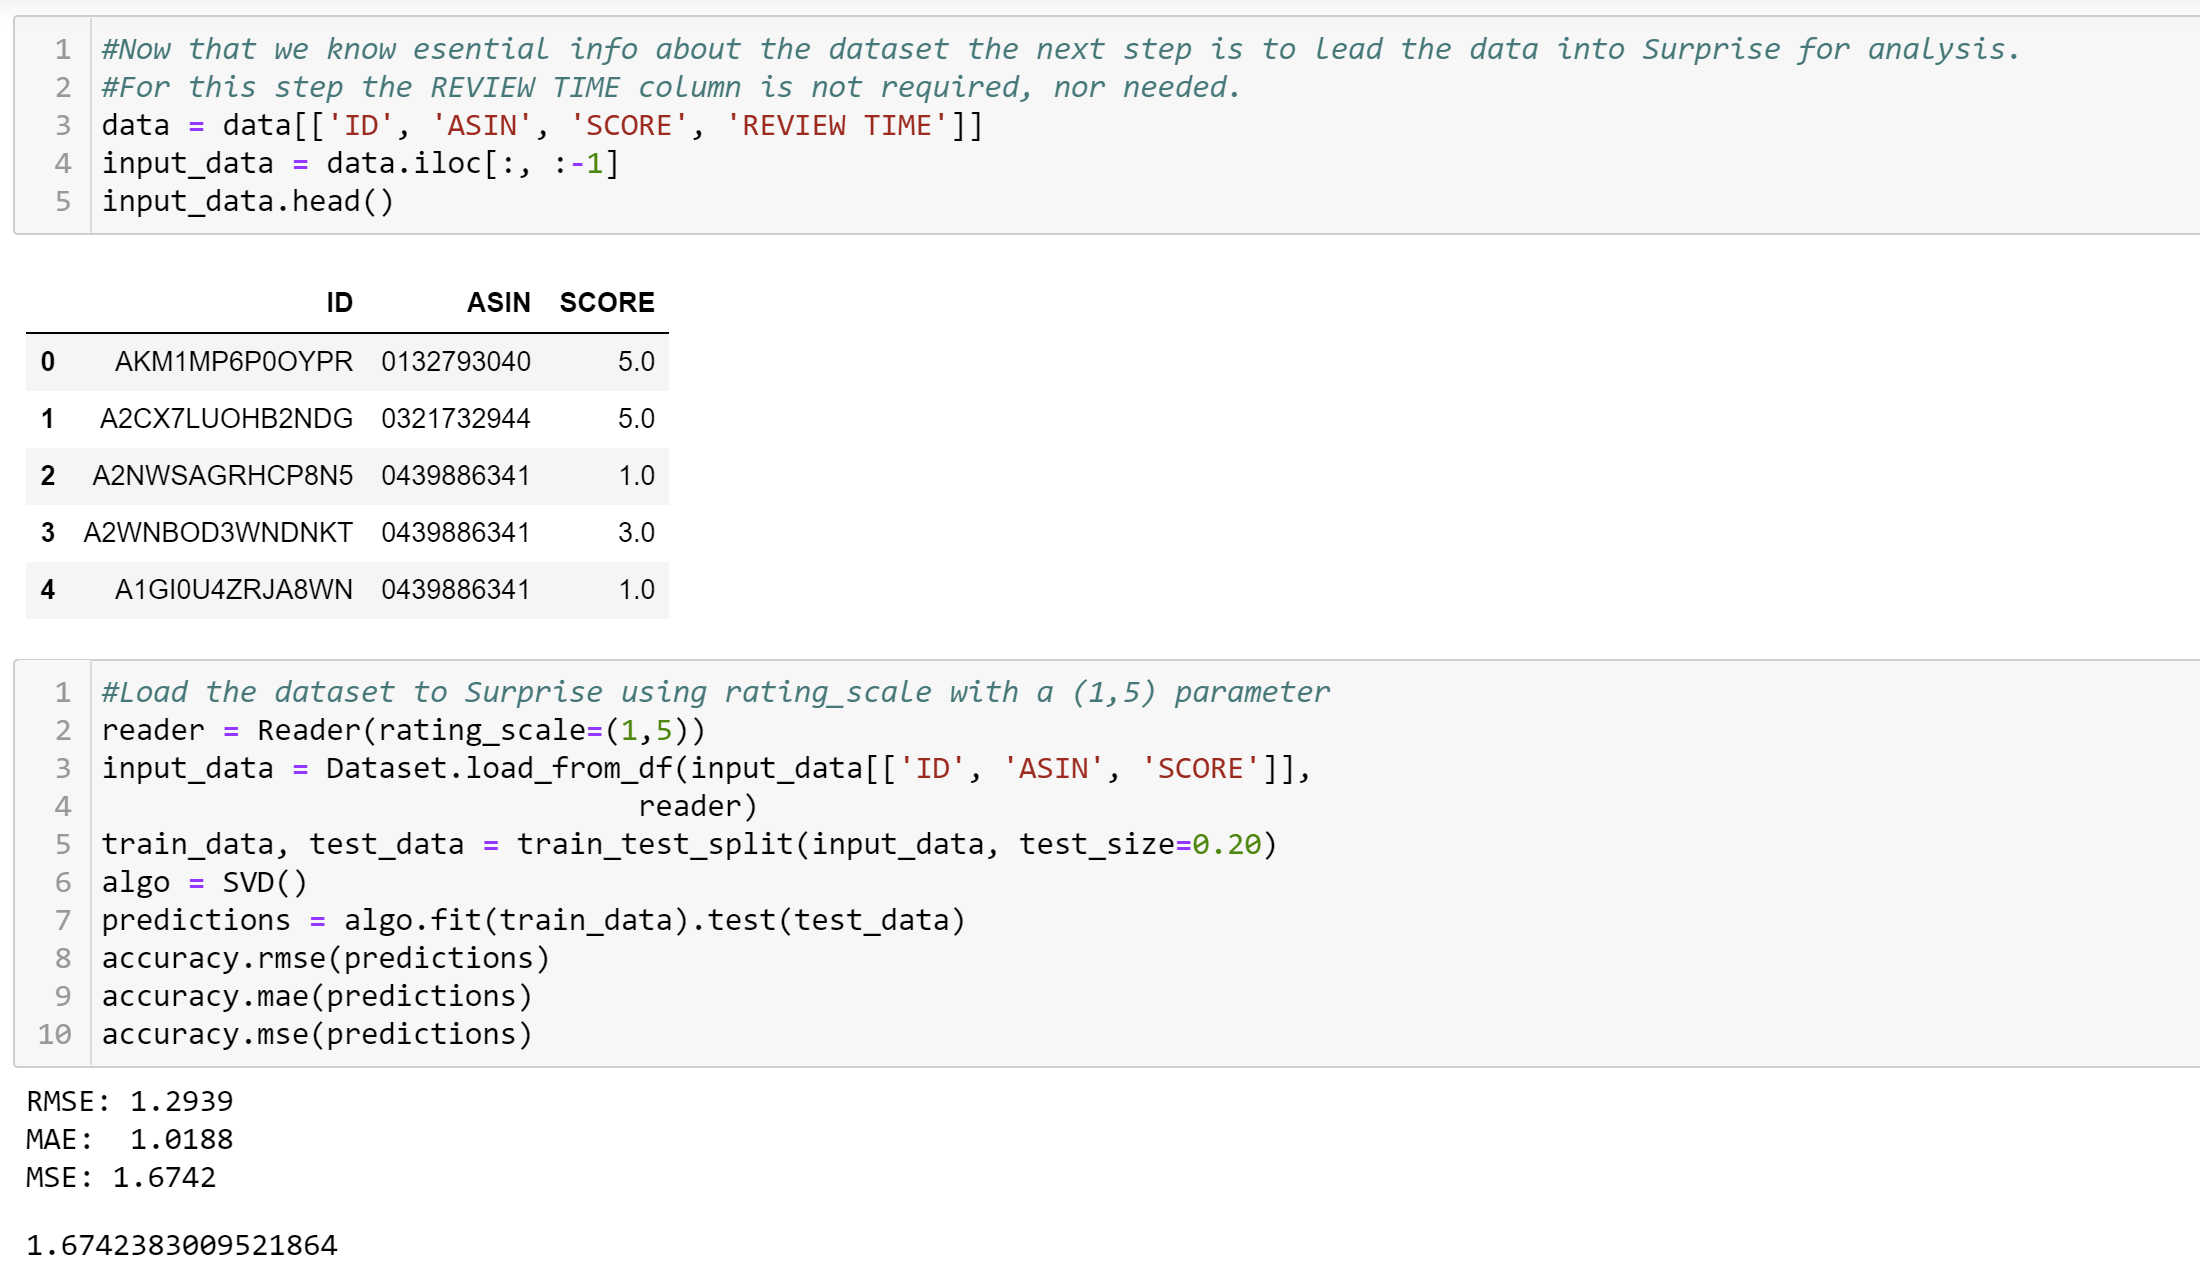 1 #Now that we know esential info about the dataset the next step is to lead the data into Surprise for analysis.
2 #For this step the REVIEW TIME column is not required, nor needed.
3 data = data[['ID', 'ASIN', 'SCORE', 'REVIEW TIME']]
4 input_data = data.iloc[:, :-1]
5 input_data.head()
ID ASIN SCORE
0 AKM1MP6P0OYPR 0132793040 5.0
1 A2CX7LUOHB2NDG 0321732944 5.0
2 A2NWSAGRHCP8N5 0439886341 1.0
3 A2WNBOD3WNDNKT 0439886341 3.0
4 A1GI0U4ZRJA8WN 0439886341 1.0
1 #Load the dataset to Surprise using rating_scale with a (1,5) parameter
2 reader = Reader(rating_scale=(1,5))
3 input_data = Dataset.load_from_df(input_data[['ID', 'ASIN', 'SCORE']],
4 reader)
5 train_data, test_data = train_test_split(input_data, test_size=0.20)
6 algo = SVD()
7 predictions = algo.fit(train_data).test(test_data)
8 accuracy.rmse(predictions)
9 accuracy.mae(predictions)
10 accuracy.mse(predictions)
RMSE: 1.2939
MAE:  1.0188
MSE: 1.6742
1.6742383009521864